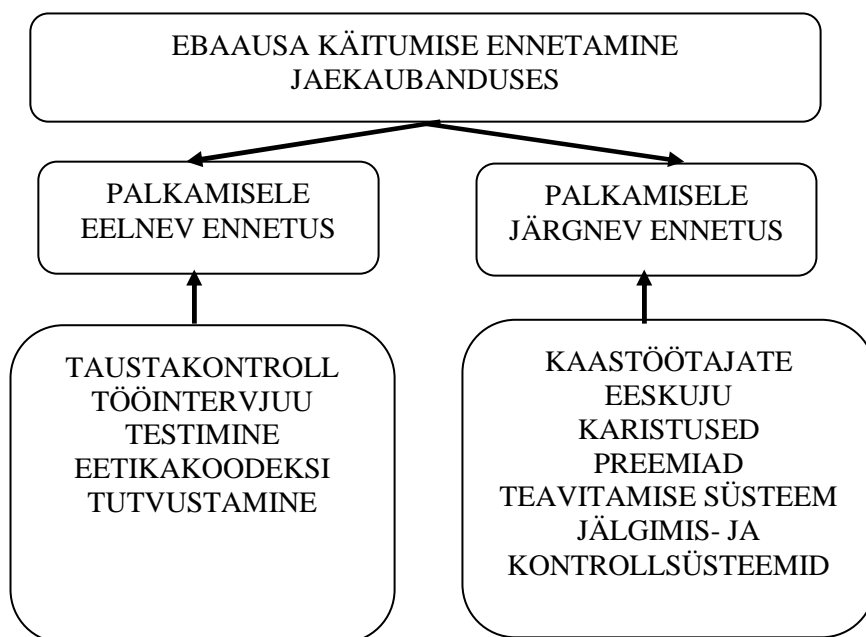 EBAAUSA KÄITUMISE ENNETAMINE
JAEKAUBANDUSES
PALKAMISELE
EELNEV ENNETUS
PALKAMISELE
JÄRGNEV ENNETUS
TAUSTAKONTROLL
TÖÖINTERVJUU
TESTIMINE
EETIKAKOODEKSI
TUTVUSTAMINE
KAASTÖÖTAJATE
EESKUJU
KARISTUSED
PREEMIAD
TEAVITAMISE SÜSTEEM
JÄLGIMIS- JA
KONTROLLSÜSTEEMID